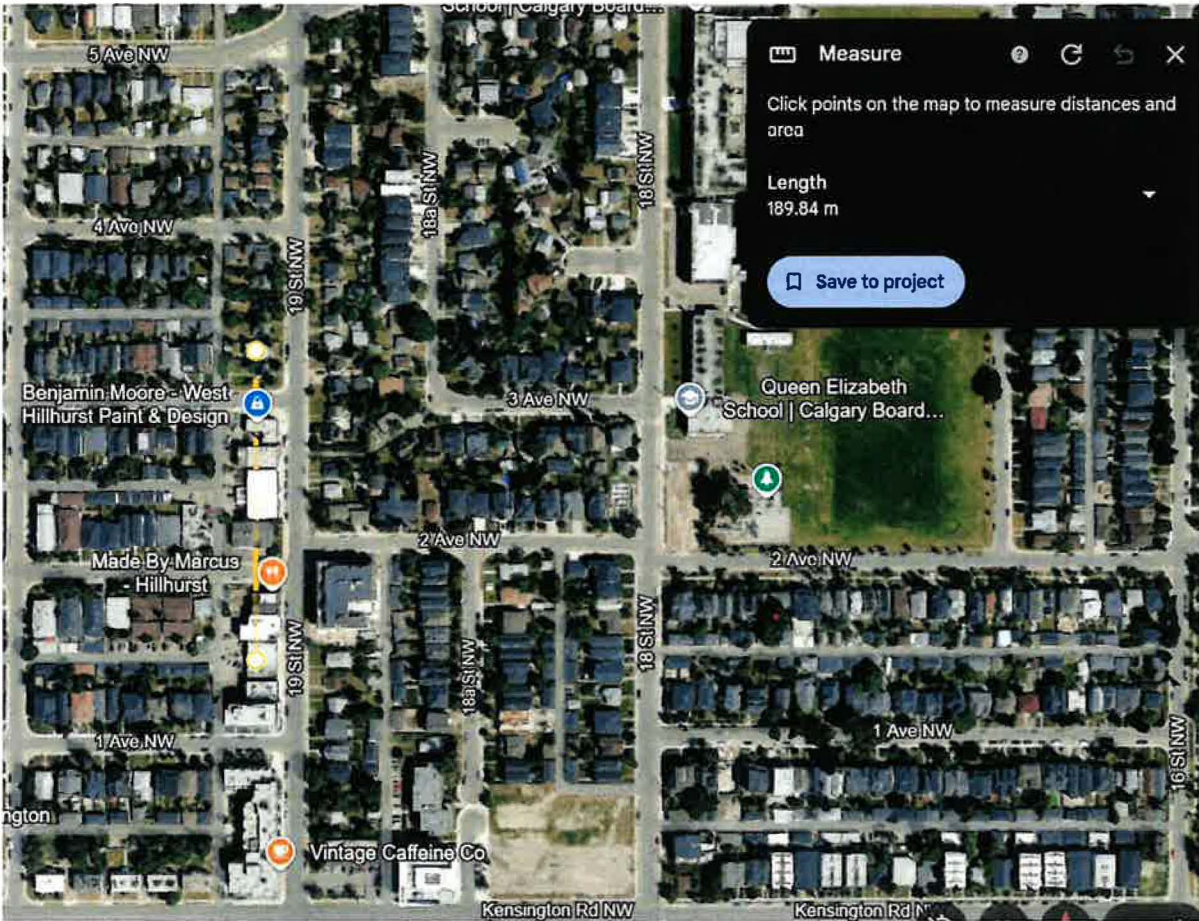 School | Calgary Board...
5 Ave NW
Measure
Click points on the map to measure distances and
area
Length
189.84 m
Save to project
4 Ave NW
19 St NW
18a St NW
18 St NW
Benjamin Moore - West
Hillhurst Paint & Design
3 Ave NW
Queen Elizabeth
School | Calgary Board...
2 Ave NW
2 Ave NW
Made By Marcus
- Hillhurst
19 St NW
18a St NW
18 St NW
1 Ave NW
1 Ave NW
16 St NW
ngton
Vintage Caffeine Co
Kensington Rd NW
Kensington Rd N